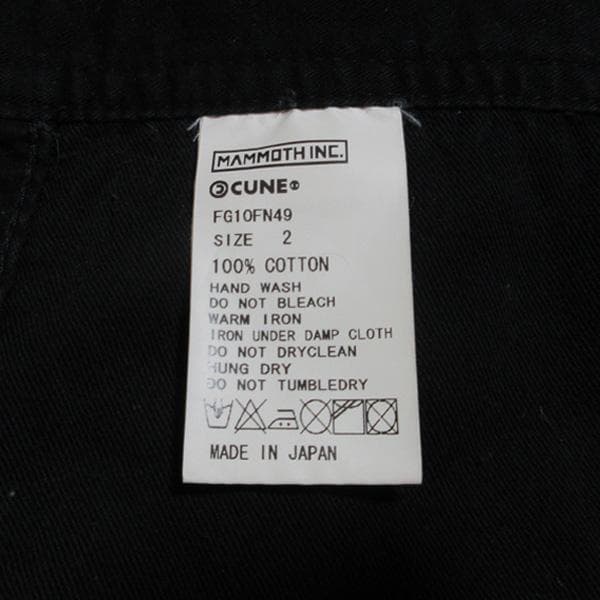 MAMMOTH INC.
CUNE®
FG10FN49
SIZE 2
100% COTTON
HAND WASH
DO NOT BLEACH
WARM IRON
IRON UNDER DAMP CLOTH
DO NOT DRYCLEAN
HUNG DRY
DO NOT TUMBLEDRY
MADE IN JAPAN